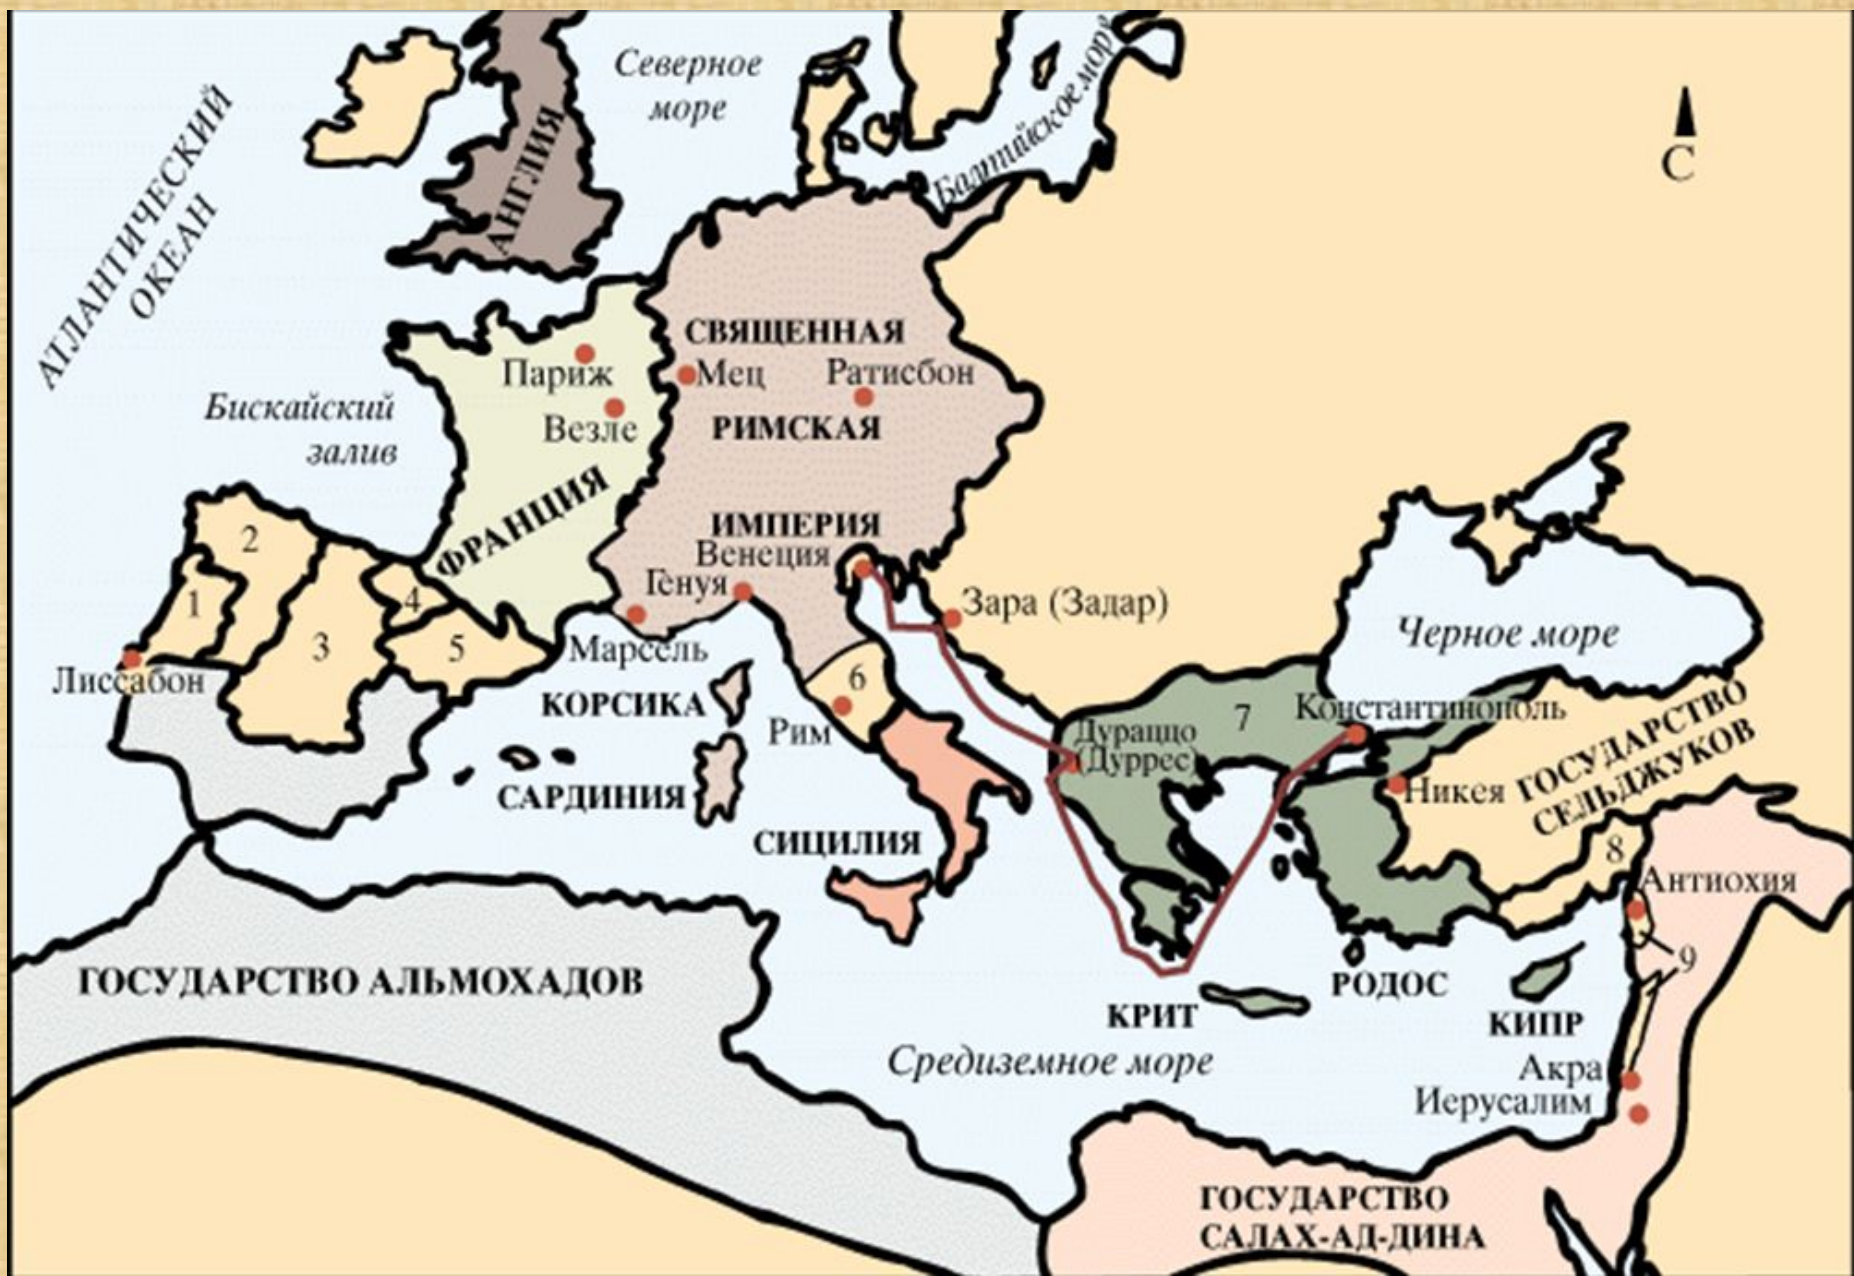 АТЛАНТИЧЕСКИЙ
ОКЕАН
Северное
море
Балтийское море
С
АНГЛИЯ
Бискайский
залив
Париж
Везле
ФРАНЦИЯ
СВЯЩЕННАЯ
Мец
Ратисбон
РИМСКАЯ
ИМПЕРИЯ
Венеция
Генуя
Марсель
Зара (Задар)
Черное море
2
1
3
4
5
Лиссабон
КОРСИКА
6
Рим
САРДИНИЯ
СИЦИЛИЯ
Дураццо
(Дуррес)
7
Константинополь
Никея
ГОСУДАРСТВО
СЕЛЬДЖУКОВ
8
Антиохия
9
РОДОС
КРИТ
КИПР
Средиземное море
Акра
Иерусалим
ГОСУДАРСТВО АЛЬМОХАДОВ
ГОСУДАРСТВО
САЛАХ-АД-ДИНА